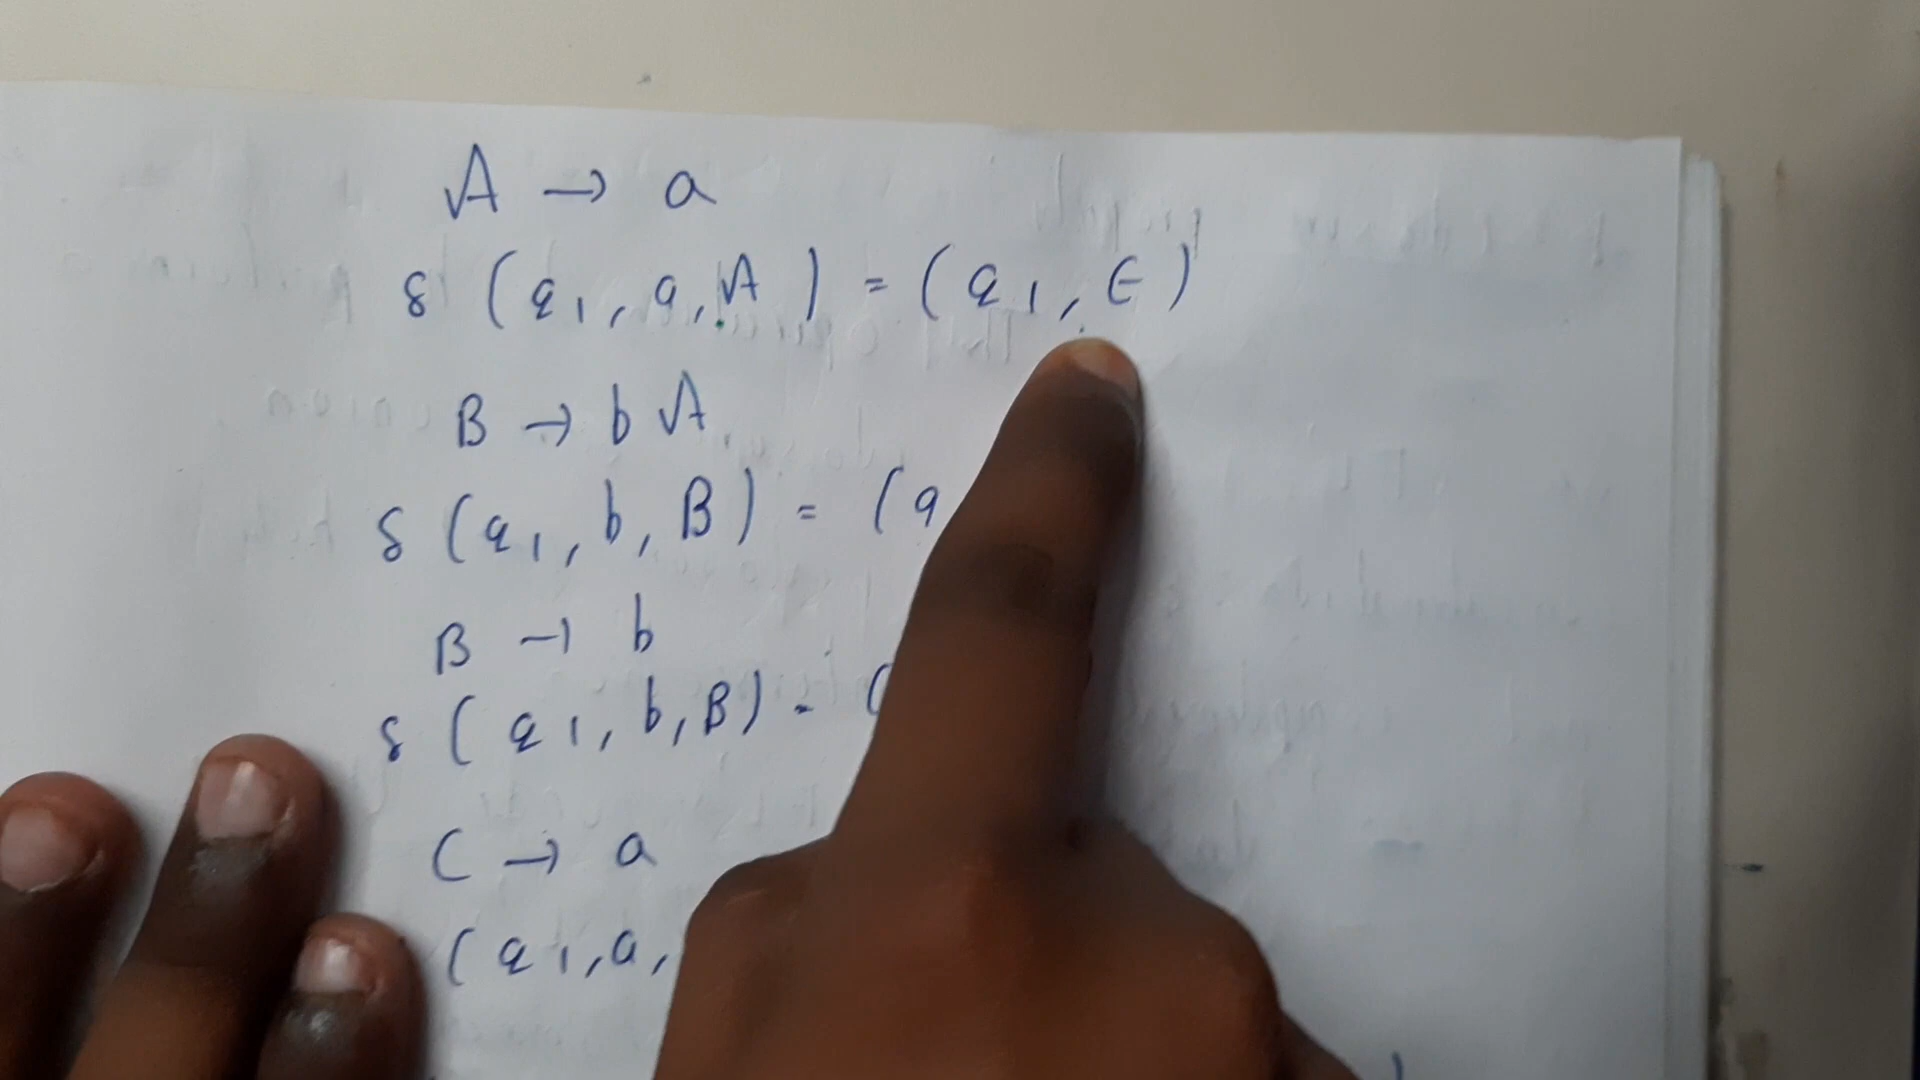 A → a
δ (q1, a, A) = (q1, ε)
B → b A
δ (q1, b, B) = (q
B → b
δ (q1, b, B) = (
C → a
(q1, a,